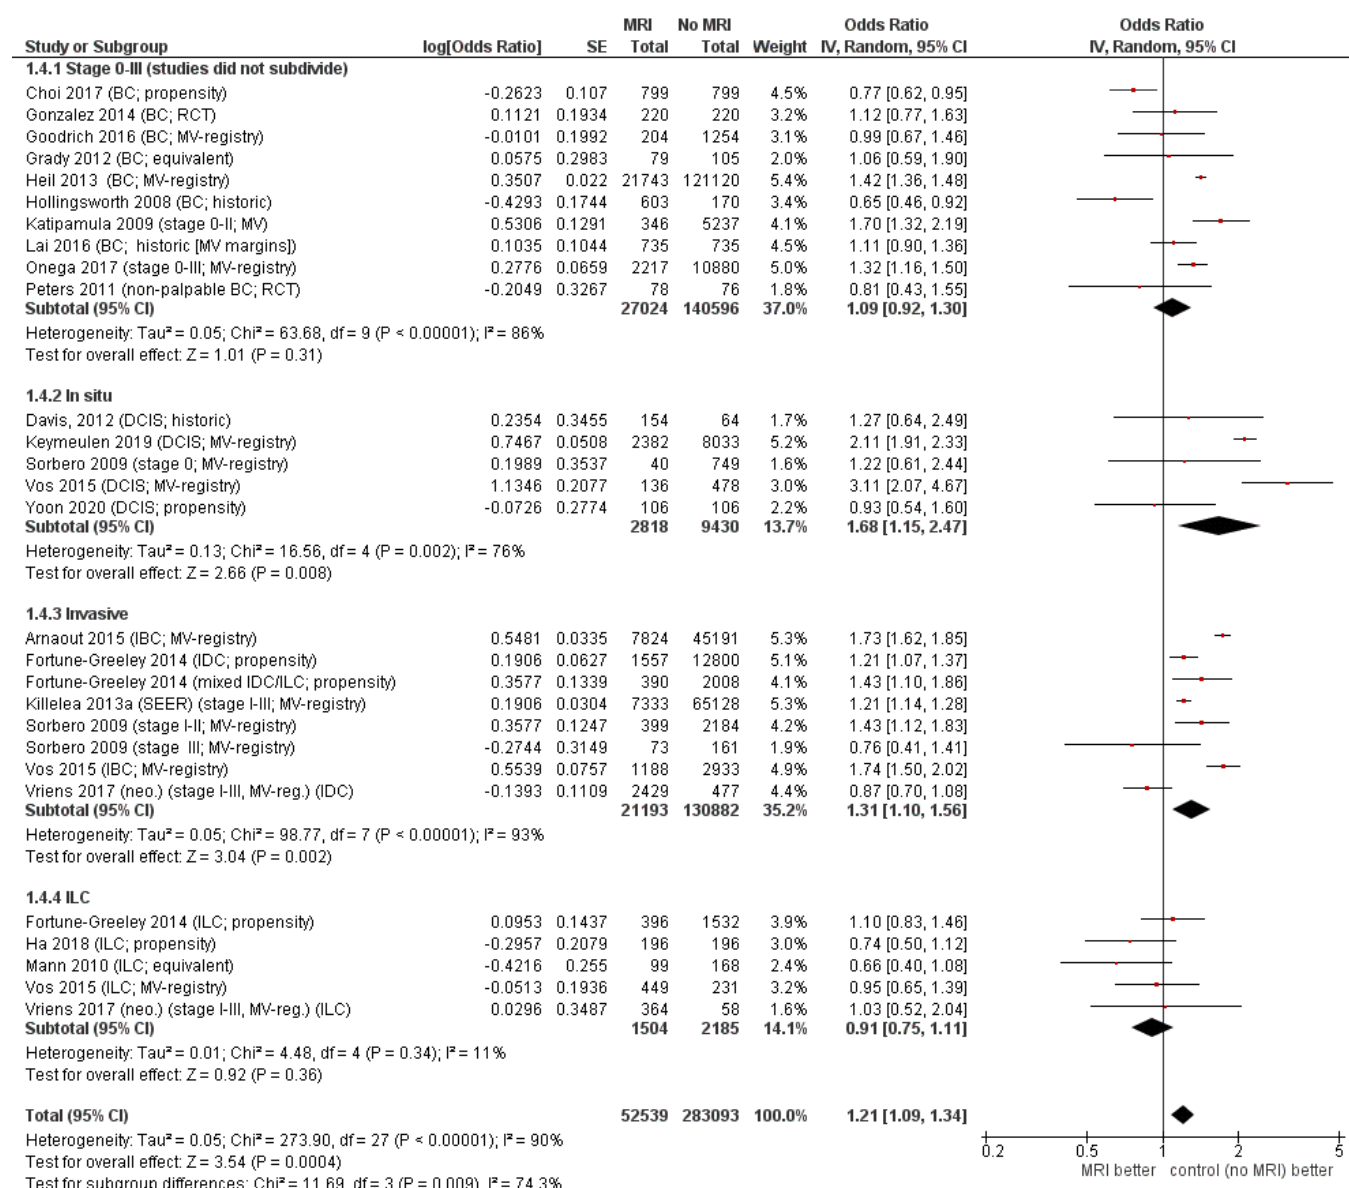 MRI No MRI Odds Ratio Odds Ratio
Study or Subgroup log[Odds Ratio] SE Total Total Weight IV, Random, 95% CI IV, Random, 95% CI
1.4.1 Stage 0-III (studies did not subdivide)
Choi 2017 (BC; propensity) -0.2623 0.107 799 799 4.5% 0.77 [0.62, 0.95]
Gonzalez 2014 (BC; RCT) 0.1121 0.1934 220 220 3.2% 1.12 [0.77, 1.63]
Goodrich 2016 (BC; MV-registry) -0.0101 0.1992 204 1254 3.1% 0.99 [0.67, 1.46]
Grady 2012 (BC; equivalent) 0.0575 0.2983 79 105 2.0% 1.06 [0.59, 1.90]
Heil 2013 (BC; MV-registry) 0.3507 0.022 21743 121120 5.4% 1.42 [1.36, 1.48]
Hollingsworth 2008 (BC; historic) -0.4293 0.1744 603 170 3.4% 0.65 [0.46, 0.92]
Katipamula 2009 (stage 0-II; MV) 0.5306 0.1291 346 5237 4.1% 1.70 [1.32, 2.19]
Lai 2016 (BC; historic [MV margins]) 0.1035 0.1044 735 735 4.5% 1.11 [0.90, 1.36]
Onega 2017 (stage 0-III; MV-registry) 0.2776 0.0659 2217 10880 5.0% 1.32 [1.16, 1.50]
Peters 2011 (non-palpable BC; RCT) -0.2049 0.3267 78 76 1.8% 0.81 [0.43, 1.55]
Subtotal (95% CI) 27024 140596 37.0% 1.09 [0.92, 1.30]
Heterogeneity: Tau² = 0.05; Chi² = 63.68, df = 9 (P < 0.00001); I² = 86%
Test for overall effect: Z = 1.01 (P = 0.31)
1.4.2 In situ
Davis, 2012 (DCIS; historic) 0.2354 0.3455 154 64 1.7% 1.27 [0.64, 2.49]
Keymeulen 2019 (DCIS; MV-registry) 0.7467 0.0508 2382 8033 5.2% 2.11 [1.91, 2.33]
Sorbero 2009 (stage 0; MV-registry) 0.1989 0.3537 40 749 1.6% 1.22 [0.61, 2.44]
Vos 2015 (DCIS; MV-registry) 1.1346 0.2077 136 478 3.0% 3.11 [2.07, 4.67]
Yoon 2020 (DCIS; propensity) -0.0726 0.2774 106 106 2.2% 0.93 [0.54, 1.60]
Subtotal (95% CI) 2818 9430 13.7% 1.68 [1.15, 2.47]
Heterogeneity: Tau² = 0.13; Chi² = 16.56, df = 4 (P = 0.002); I² = 76%
Test for overall effect: Z = 2.66 (P = 0.008)
1.4.3 Invasive
Arnaout 2015 (IBC; MV-registry) 0.5481 0.0335 7824 45191 5.3% 1.73 [1.62, 1.85]
Fortune-Greeley 2014 (IDC; propensity) 0.1906 0.0627 1557 12800 5.1% 1.21 [1.07, 1.37]
Fortune-Greeley 2014 (mixed IDC/ILC; propensity) 0.3577 0.1339 390 2008 4.1% 1.43 [1.10, 1.86]
Killelea 2013a (SEER) (stage I-III; MV-registry) 0.1906 0.0304 7333 65128 5.3% 1.21 [1.14, 1.28]
Sorbero 2009 (stage I-II; MV-registry) 0.3577 0.1247 399 2184 4.2% 1.43 [1.12, 1.83]
Sorbero 2009 (stage III; MV-registry) -0.2744 0.3149 73 161 1.9% 0.76 [0.41, 1.41]
Vos 2015 (IBC; MV-registry) 0.5539 0.0757 1188 2933 4.9% 1.74 [1.50, 2.02]
Vriens 2017 (neo.) (stage I-III, MV-reg.) (IDC) -0.1393 0.1109 2429 477 4.4% 0.87 [0.70, 1.08]
Subtotal (95% CI) 21193 130882 35.2% 1.31 [1.10, 1.56]
Heterogeneity: Tau² = 0.05; Chi² = 98.77, df = 7 (P < 0.00001); I² = 93%
Test for overall effect: Z = 3.04 (P = 0.002)
1.4.4 ILC
Fortune-Greeley 2014 (ILC; propensity) 0.0953 0.1437 396 1532 3.9% 1.10 [0.83, 1.46]
Ha 2018 (ILC; propensity) -0.2957 0.2079 196 196 3.0% 0.74 [0.50, 1.12]
Mann 2010 (ILC; equivalent) -0.4216 0.255 99 168 2.4% 0.66 [0.40, 1.08]
Vos 2015 (ILC; MV-registry) -0.0513 0.1936 449 231 3.2% 0.95 [0.65, 1.39]
Vriens 2017 (neo.) (stage I-III, MV-reg.) (ILC) 0.0296 0.3487 364 58 1.6% 1.03 [0.52, 2.04]
Subtotal (95% CI) 1504 2185 14.1% 0.91 [0.75, 1.11]
Heterogeneity: Tau² = 0.01; Chi² = 4.48, df = 4 (P = 0.34); I² = 11%
Test for overall effect: Z = 0.92 (P = 0.36)
Total (95% CI) 52539 283093 100.0% 1.21 [1.09, 1.34]
Heterogeneity: Tau² = 0.05; Chi² = 273.90, df = 27 (P < 0.00001); I² = 90%
Test for overall effect: Z = 3.54 (P = 0.0004)
Test for subgroup differences: Chi² = 11.69, df = 3 (P = 0.009), I² = 74.3%
0.2 0.5 1 2 5
MRI better control (no MRI) better